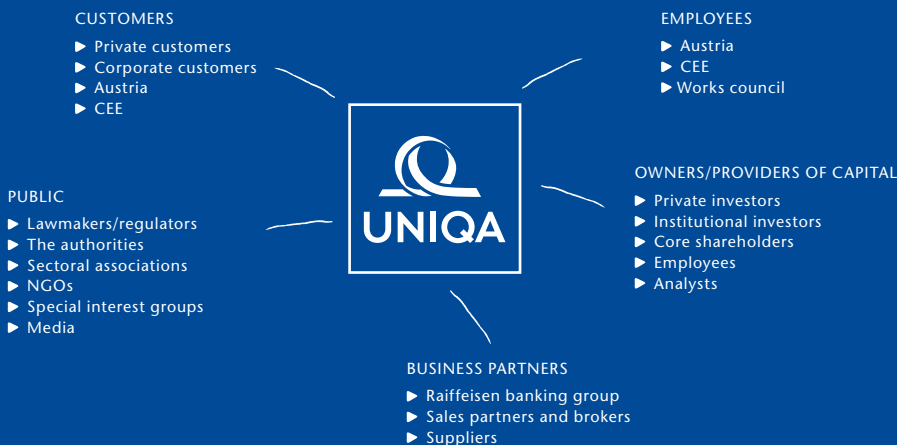 CUSTOMERS
Private customers
Corporate customers
Austria
CEE
EMPLOYEES
Austria
CEE
Works council
PUBLIC
Lawmakers/regulators
The authorities
Sectoral associations
NGOs
Special interest groups
Media
UNIQA
OWNERS/PROVIDERS OF CAPITAL
Private investors
Institutional investors
Core shareholders
Employees
Analysts
BUSINESS PARTNERS
Raiffeisen banking group
Sales partners and brokers
Suppliers